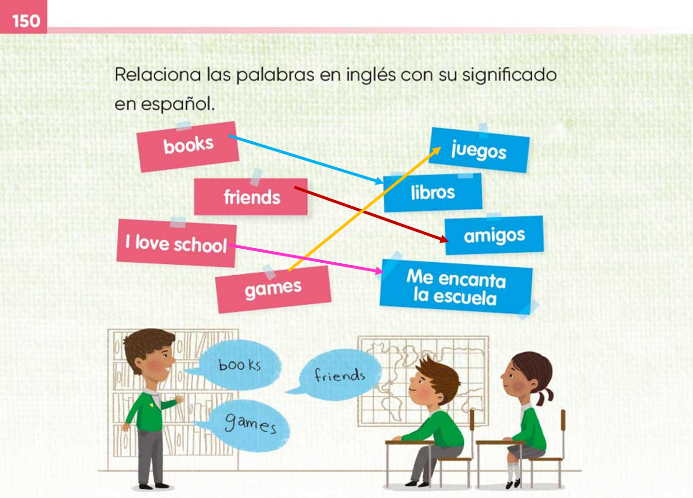 150
Relaciona las palabras en inglés con su significado
en español.
books
juegos
friends
libros
I love school
amigos
games
Me encanta
la escuela
books
friends
games